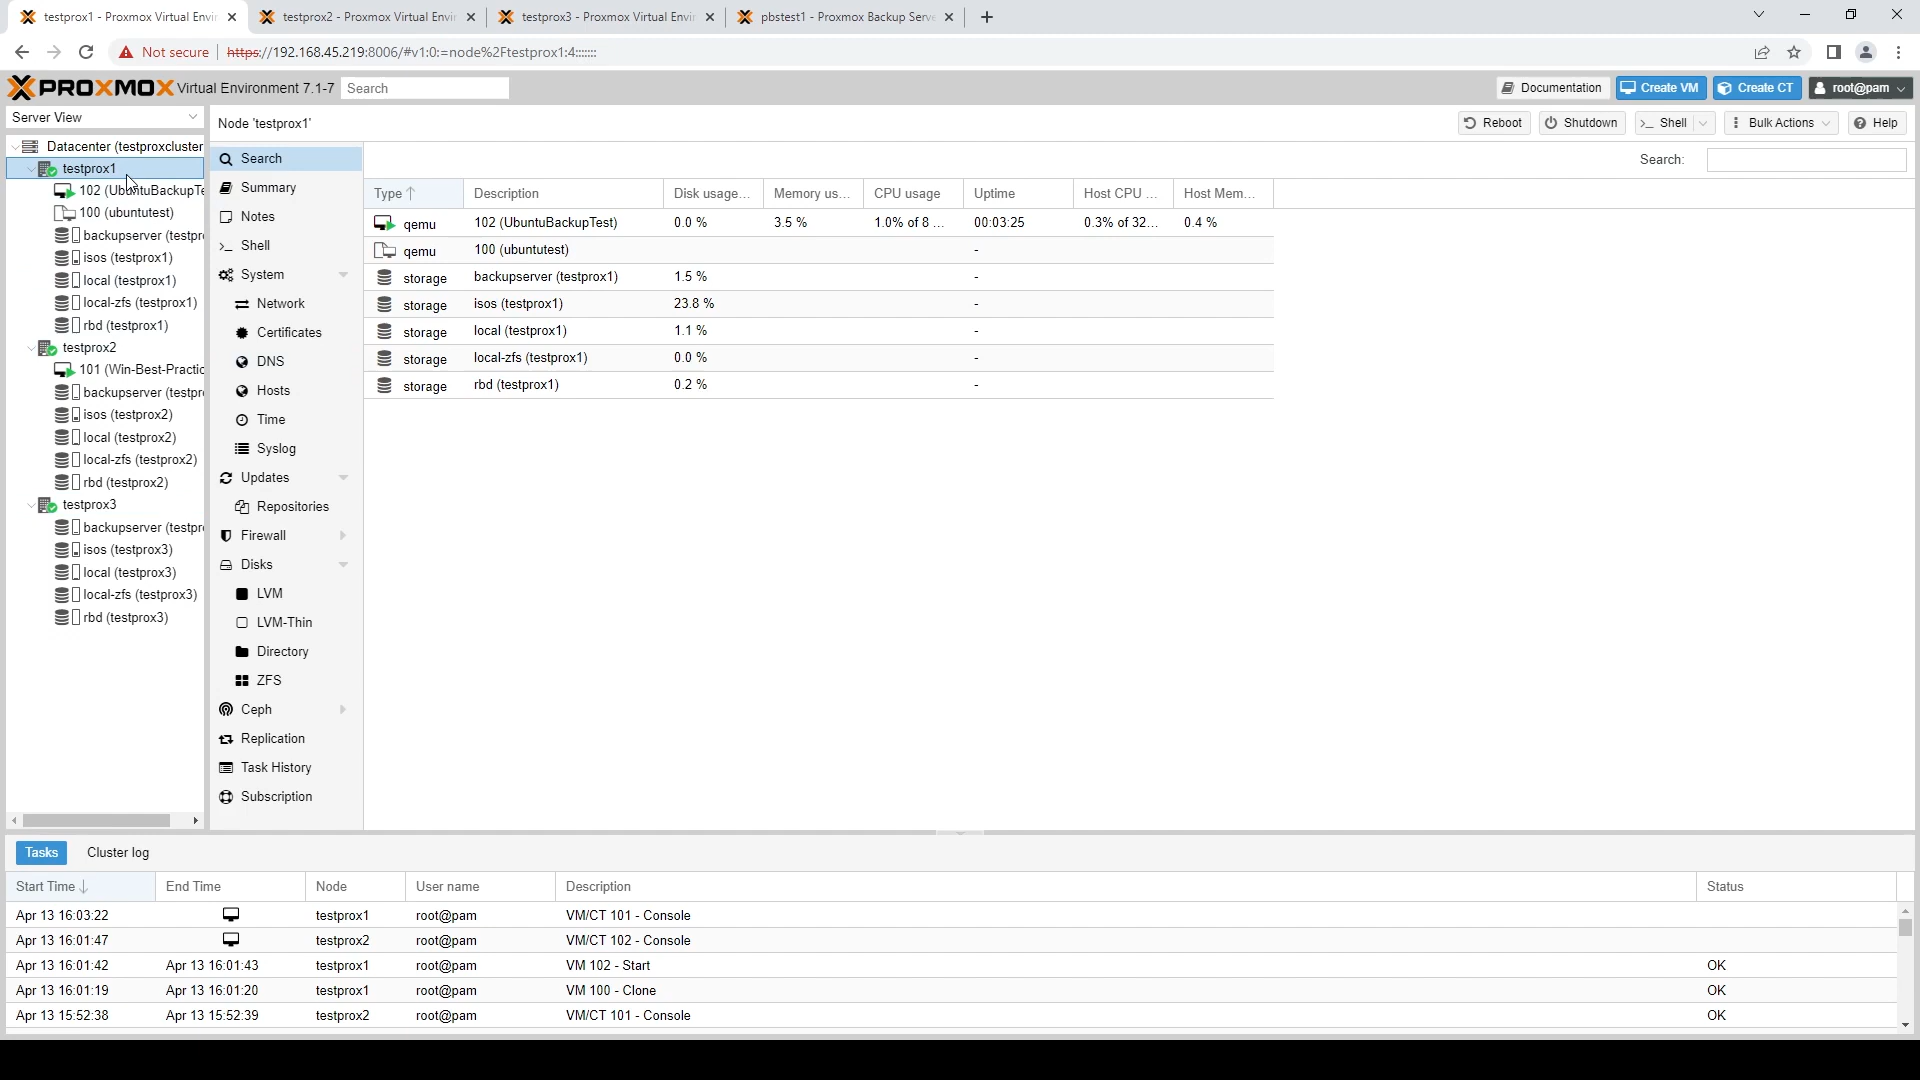 testprox1 - Proxmox Virtual Envir
testprox2 - Proxmox Virtual Envir
testprox3 - Proxmox Virtual Envir
pbstest1 - Proxmox Backup Serve
Not secure
https://192.168.45.219:8006/#v1:0:=node%2Ftestprox1:4:::::::
PROXMOX Virtual Environment 7.1-7
Search
Documentation
Create VM
Create CT
root@pam
Server View
Node 'testprox1'
Reboot
Shutdown
Shell
Bulk Actions
Help
Datacenter (testproxcluster
testprox1
102 (UbuntuBackupTe
100 (ubuntutest)
backupserver (testpro
isos (testprox1)
local (testprox1)
local-zfs (testprox1)
rbd (testprox1)
testprox2
101 (Win-Best-Practic
backupserver (testpro
isos (testprox2)
local (testprox2)
local-zfs (testprox2)
rbd (testprox2)
testprox3
backupserver (testpro
isos (testprox3)
local (testprox3)
local-zfs (testprox3)
rbd (testprox3)
Search
Summary
Notes
Shell
System
Network
Certificates
DNS
Hosts
Time
Syslog
Updates
Repositories
Firewall
Disks
LVM
LVM-Thin
Directory
ZFS
Ceph
Replication
Task History
Subscription
Search:
Type Description Disk usage... Memory us... CPU usage Uptime Host CPU ... Host Mem...
qemu 102 (UbuntuBackupTest) 0.0 % 3.5 % 1.0% of 8 ... 00:03:25 0.3% of 32... 0.4 %
qemu 100 (ubuntutest) -
storage backupserver (testprox1) 1.5 % -
storage isos (testprox1) 23.8 % -
storage local (testprox1) 1.1 % -
storage local-zfs (testprox1) 0.0 % -
storage rbd (testprox1) 0.2 % -
Tasks Cluster log
Start Time End Time Node User name Description Status
Apr 13 16:03:22 testprox1 root@pam VM/CT 101 - Console
Apr 13 16:01:47 testprox2 root@pam VM/CT 102 - Console
Apr 13 16:01:42 Apr 13 16:01:43 testprox1 root@pam VM 102 - Start OK
Apr 13 16:01:19 Apr 13 16:01:20 testprox1 root@pam VM 100 - Clone OK
Apr 13 15:52:38 Apr 13 15:52:39 testprox2 root@pam VM/CT 101 - Console OK